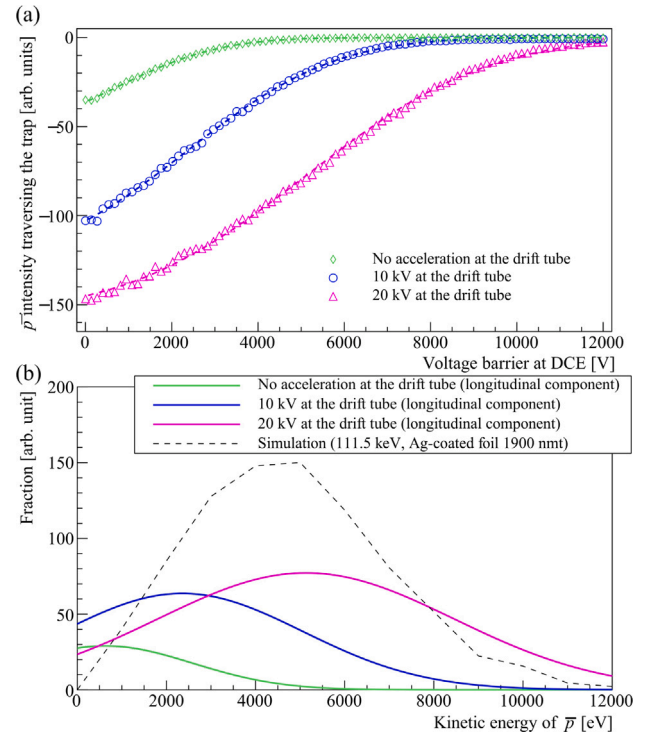 (a)
p̅ intensity traversing the trap [arb. units]
0
−50
−100
−150
No acceleration at the drift tube
10 kV at the drift tube
20 kV at the drift tube
0 2000 4000 6000 8000 10000 12000
Voltage barrier at DCE [V]
(b)
Fraction [arb. unit]
200
150
100
50
0
No acceleration at the drift tube (longitudinal component)
10 kV at the drift tube (longitudinal component)
20 kV at the drift tube (longitudinal component)
Simulation (111.5 keV, Ag-coated foil 1900 nmt)
0 2000 4000 6000 8000 10000 12000
Kinetic energy of p̅ [eV]